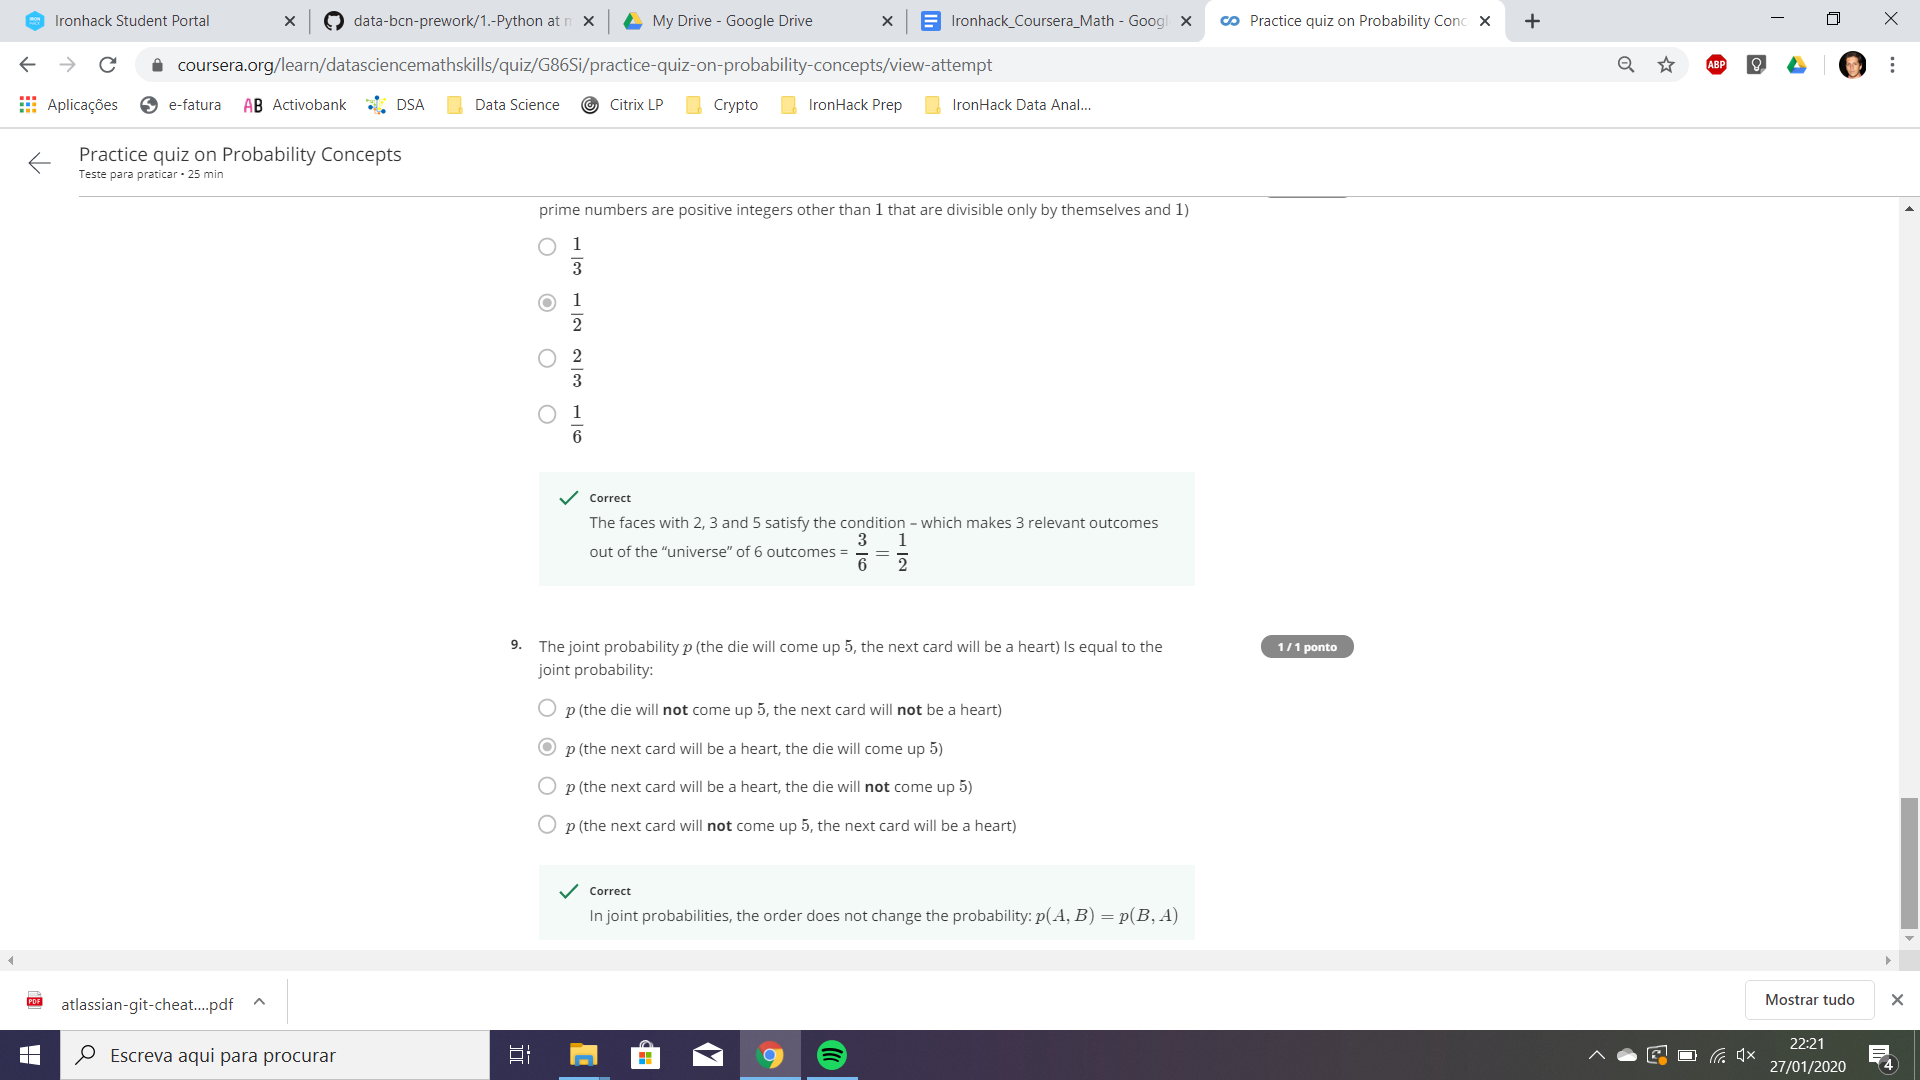 Ironhack Student Portal
data-bcn-prework/1.-Python at m
My Drive - Google Drive
Ironhack_Coursera_Math - Googl
Practice quiz on Probability Conc
coursera.org/learn/datasciencemathskills/quiz/G86Si/practice-quiz-on-probability-concepts/view-attempt
ABP
Aplicações
e-fatura
AB Activobank
DSA
Data Science
Citrix LP
Crypto
IronHack Prep
IronHack Data Anal...
Practice quiz on Probability Concepts
Teste para praticar • 25 min
prime numbers are positive integers other than 1 that are divisible only by themselves and 1)
1
3
1
2
2
3
1
6
Correct
The faces with 2, 3 and 5 satisfy the condition – which makes 3 relevant outcomes
out of the “universe” of 6 outcomes = 3/6 = 1/2
9. The joint probability p (the die will come up 5, the next card will be a heart) Is equal to the
joint probability:
1 / 1 ponto
p (the die will not come up 5, the next card will not be a heart)
p (the next card will be a heart, the die will come up 5)
p (the next card will be a heart, the die will not come up 5)
p (the next card will not come up 5, the next card will be a heart)
Correct
In joint probabilities, the order does not change the probability: p(A, B) = p(B, A)
PDF
atlassian-git-cheat....pdf
Mostrar tudo
Escreva aqui para procurar
22:21
27/01/2020
4